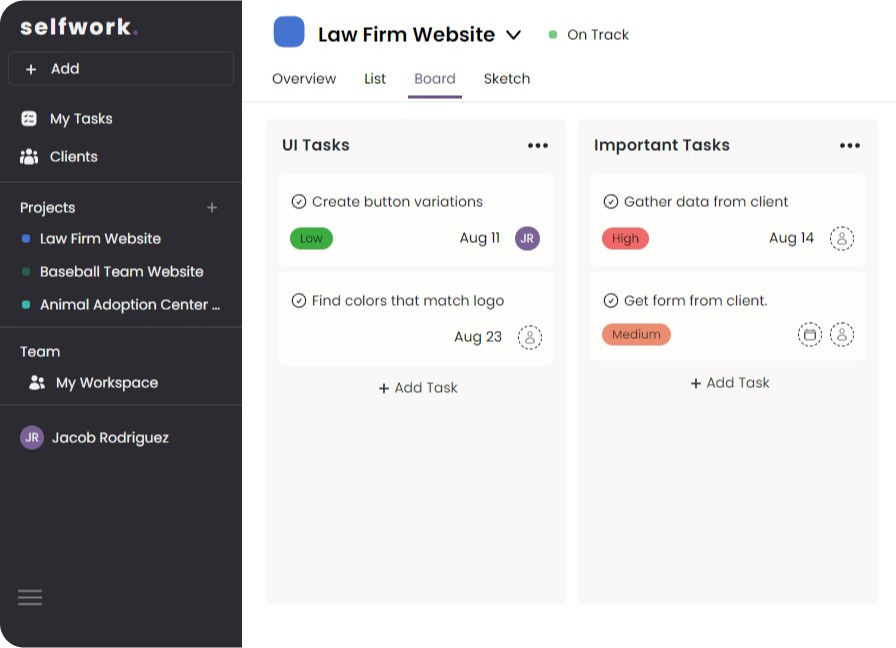 selfwork.
+ Add
My Tasks
Clients
Projects +
Law Firm Website
Baseball Team Website
Animal Adoption Center ...
Team
My Workspace
JR Jacob Rodriguez
Law Firm Website
On Track
Overview List Board Sketch
UI Tasks
Create button variations
Low Aug 11 JR
Find colors that match logo
Aug 23
+ Add Task
Important Tasks
Gather data from client
High Aug 14
Get form from client.
Medium
+ Add Task